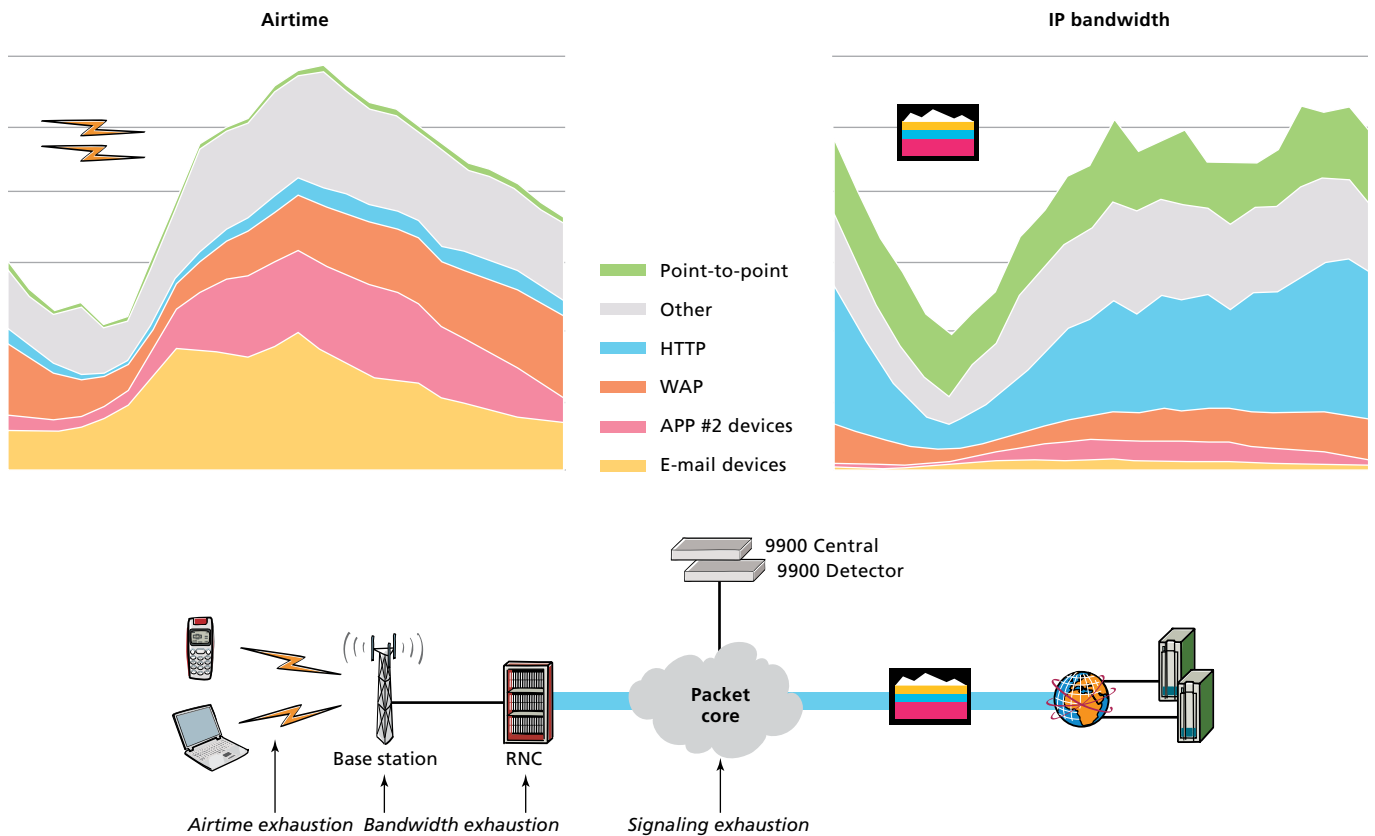 Airtime
IP bandwidth
Point-to-point
Other
HTTP
WAP
APP #2 devices
E-mail devices
9900 Central
9900 Detector
Packet
core
Base station
RNC
Airtime exhaustion
Bandwidth exhaustion
Signaling exhaustion